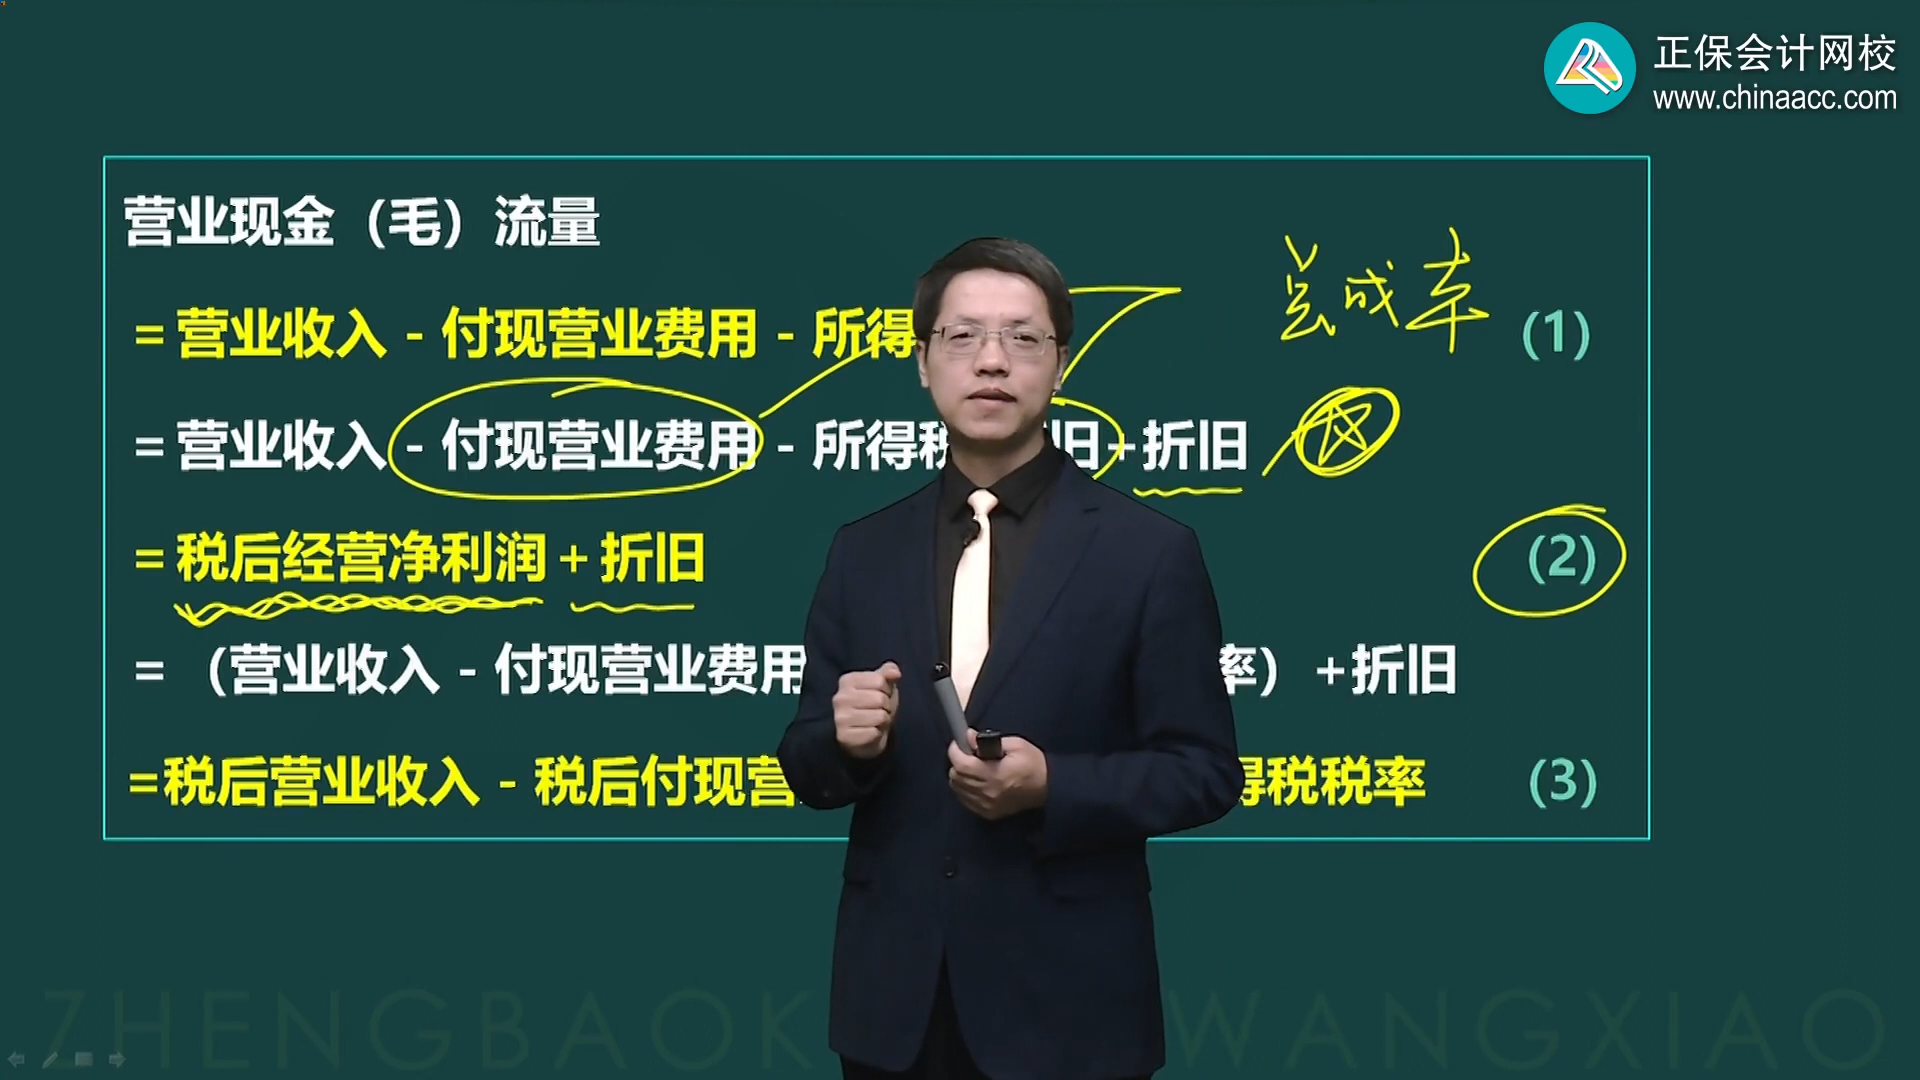 正保会计网校
www.chinaacc.com
营业现金（毛）流量
总成本
=营业收入-付现营业费用-所得 (1)
=营业收入-付现营业费用-所得税 旧+折旧
=税后经营净利润+折旧 (2)
=（营业收入-付现营业费用 率）+折旧
=税后营业收入-税后付现营 得税税率 (3)
ZHENGBAOK WANGXIAO